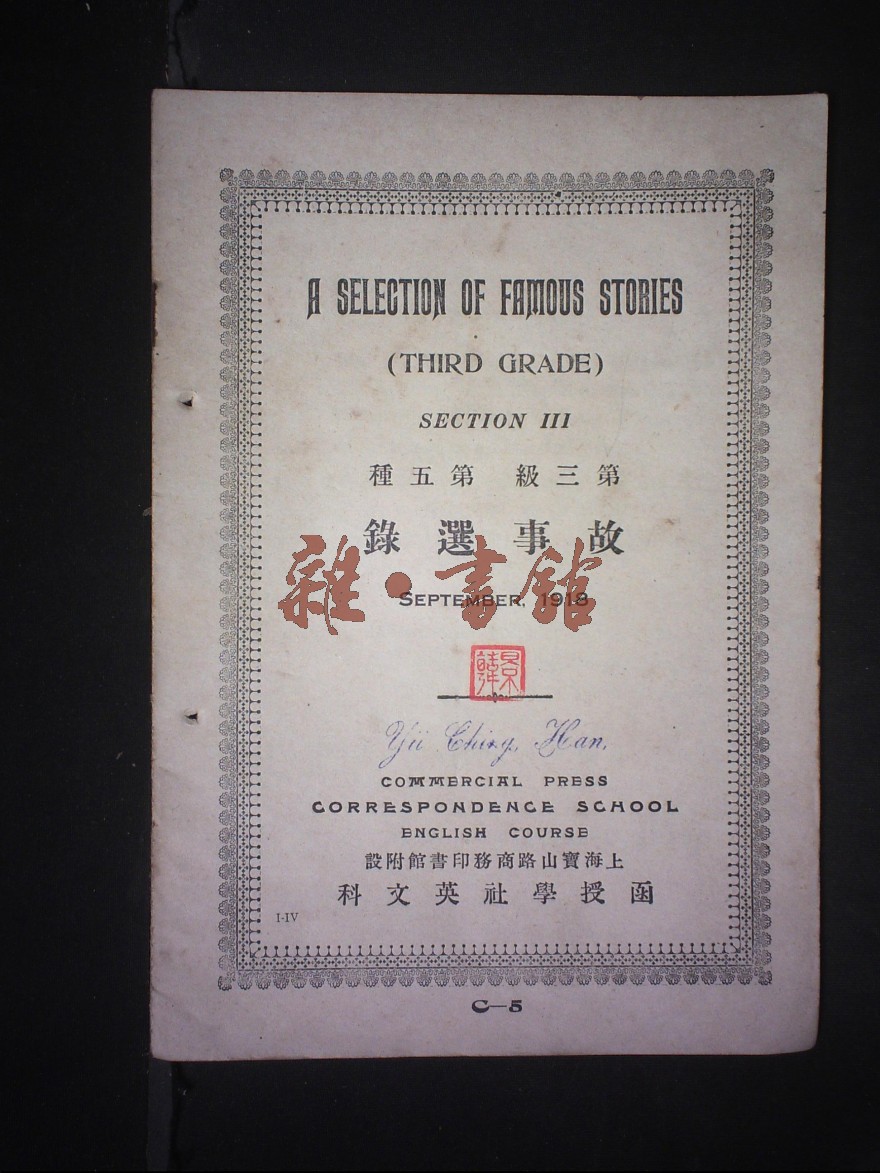 A SELECTION OF FAMOUS STORIES
(THIRD GRADE)
SECTION III
第三級 第五種
故事選錄
雜·書館
SEPTEMBER, 1918
Yü Ching, Han,
COMMERCIAL PRESS
CORRESPONDENCE SCHOOL
ENGLISH COURSE
上海寶山路商務印書館附設
函授學社英文科
I-IV
C—5